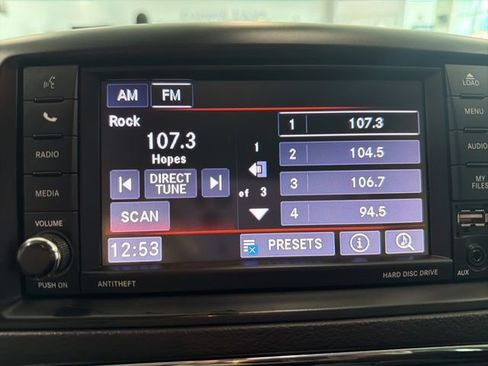 AM FM
Rock
107.3
Hopes
DIRECT
TUNE
SCAN
12:53
1
of 3
1 107.3
2 104.5
3 106.7
4 94.5
PRESETS
RADIO
MEDIA
VOLUME
PUSH ON
ANTITHEFT
LOAD
MENU
AUDIO
MY
FILES
AUX
HARD DISC DRIVE